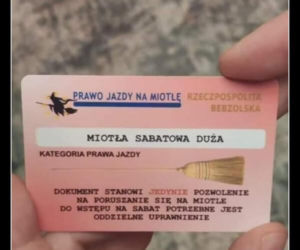 PRAWO JAZDY NA MIOTŁĘ RZECZPOSPOLITA
BEBZOLSKA
MIOTŁA SABATOWA DUŻA
KATEGORIA PRAWA JAZDY
DOKUMENT STANOWI JEDYNIE POZWOLENIE
NA PORUSZANIE SIĘ NA MIOTLE
DO WSTĘPU NA SABAT POTRZEBNE JEST
ODDZIELNE UPRAWNIENIE